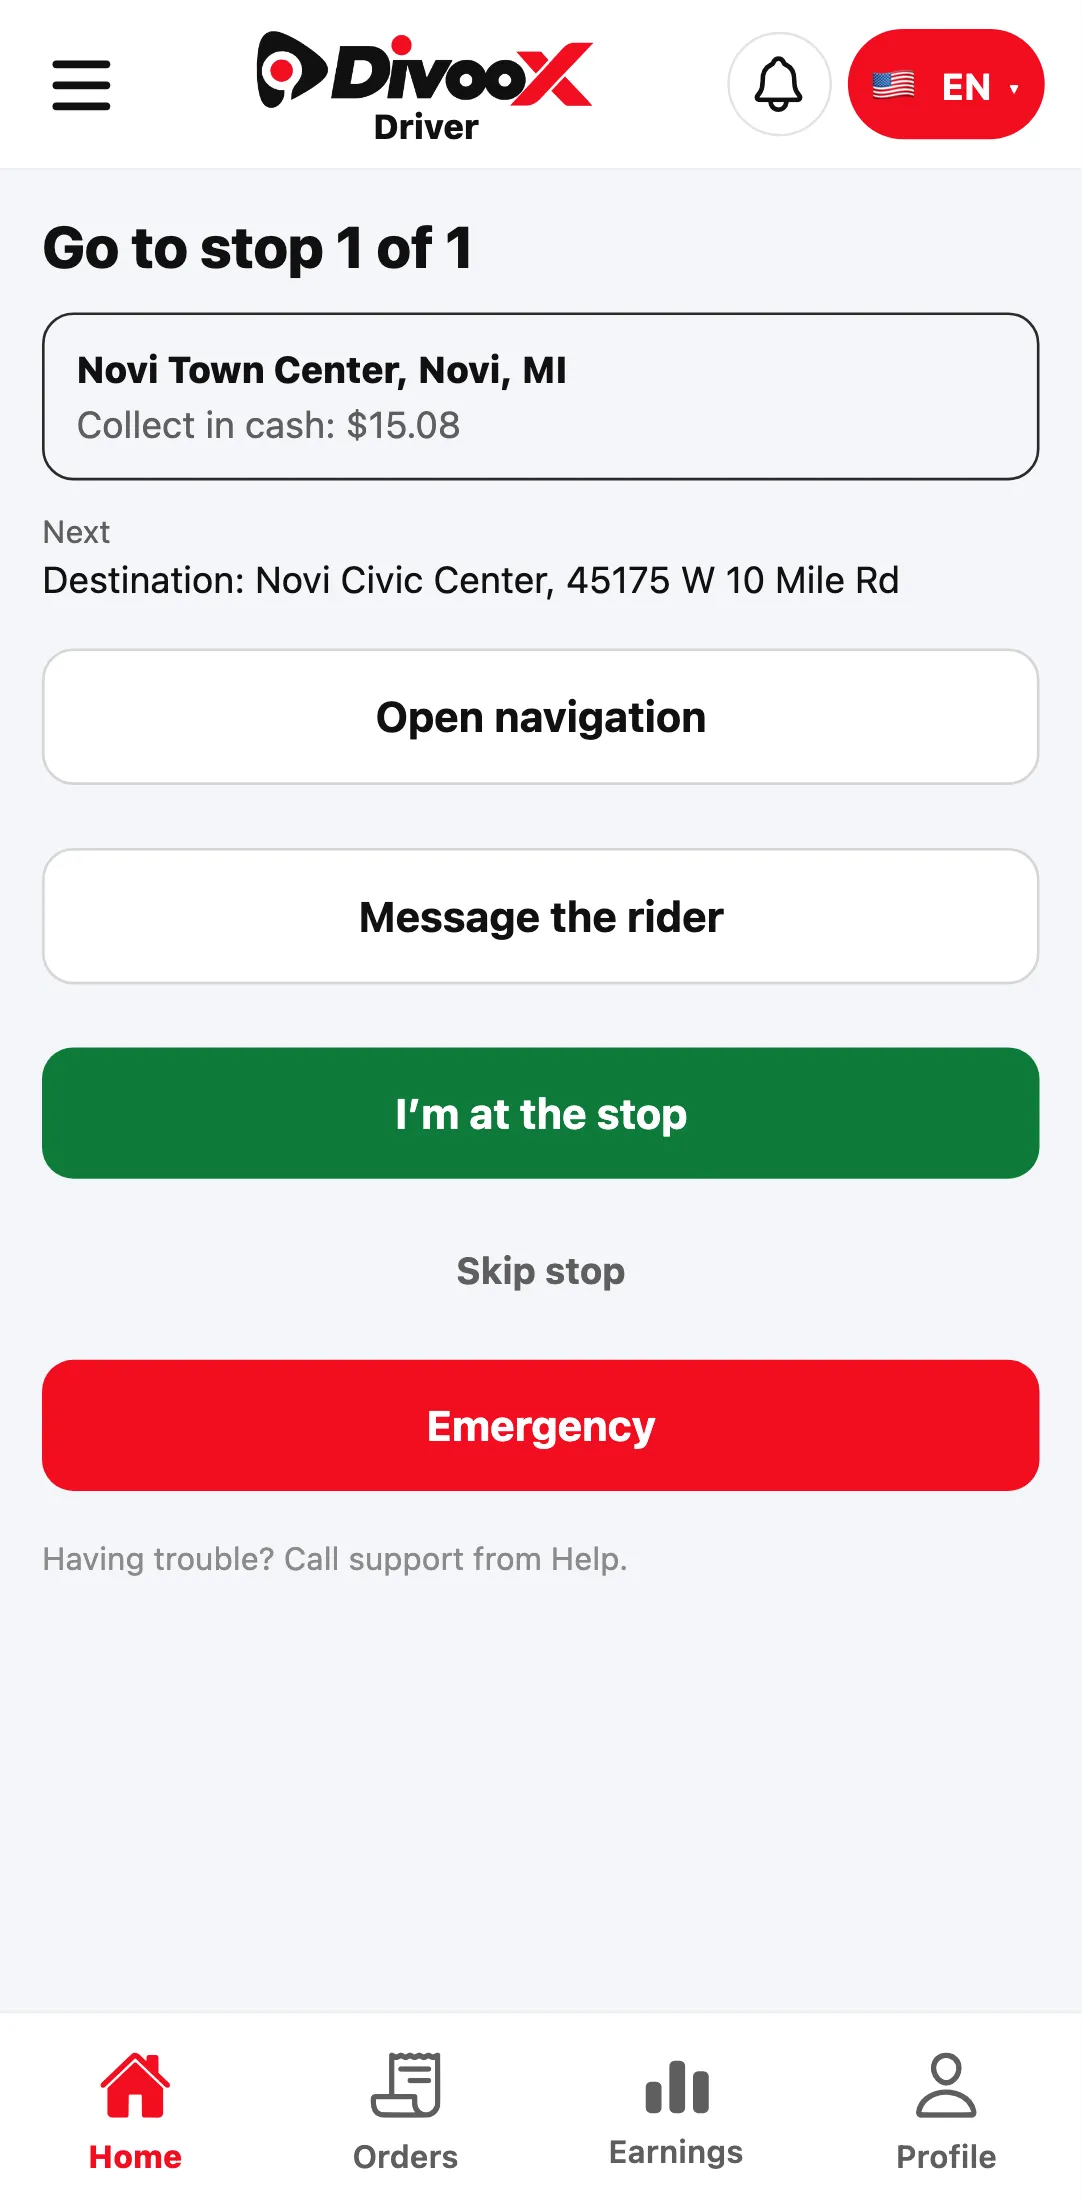 DivooX
Driver
EN
Go to stop 1 of 1
Novi Town Center, Novi, MI
Collect in cash: $15.08
Next
Destination: Novi Civic Center, 45175 W 10 Mile Rd
Open navigation
Message the rider
I’m at the stop
Skip stop
Emergency
Having trouble? Call support from Help.
Home
Orders
Earnings
Profile